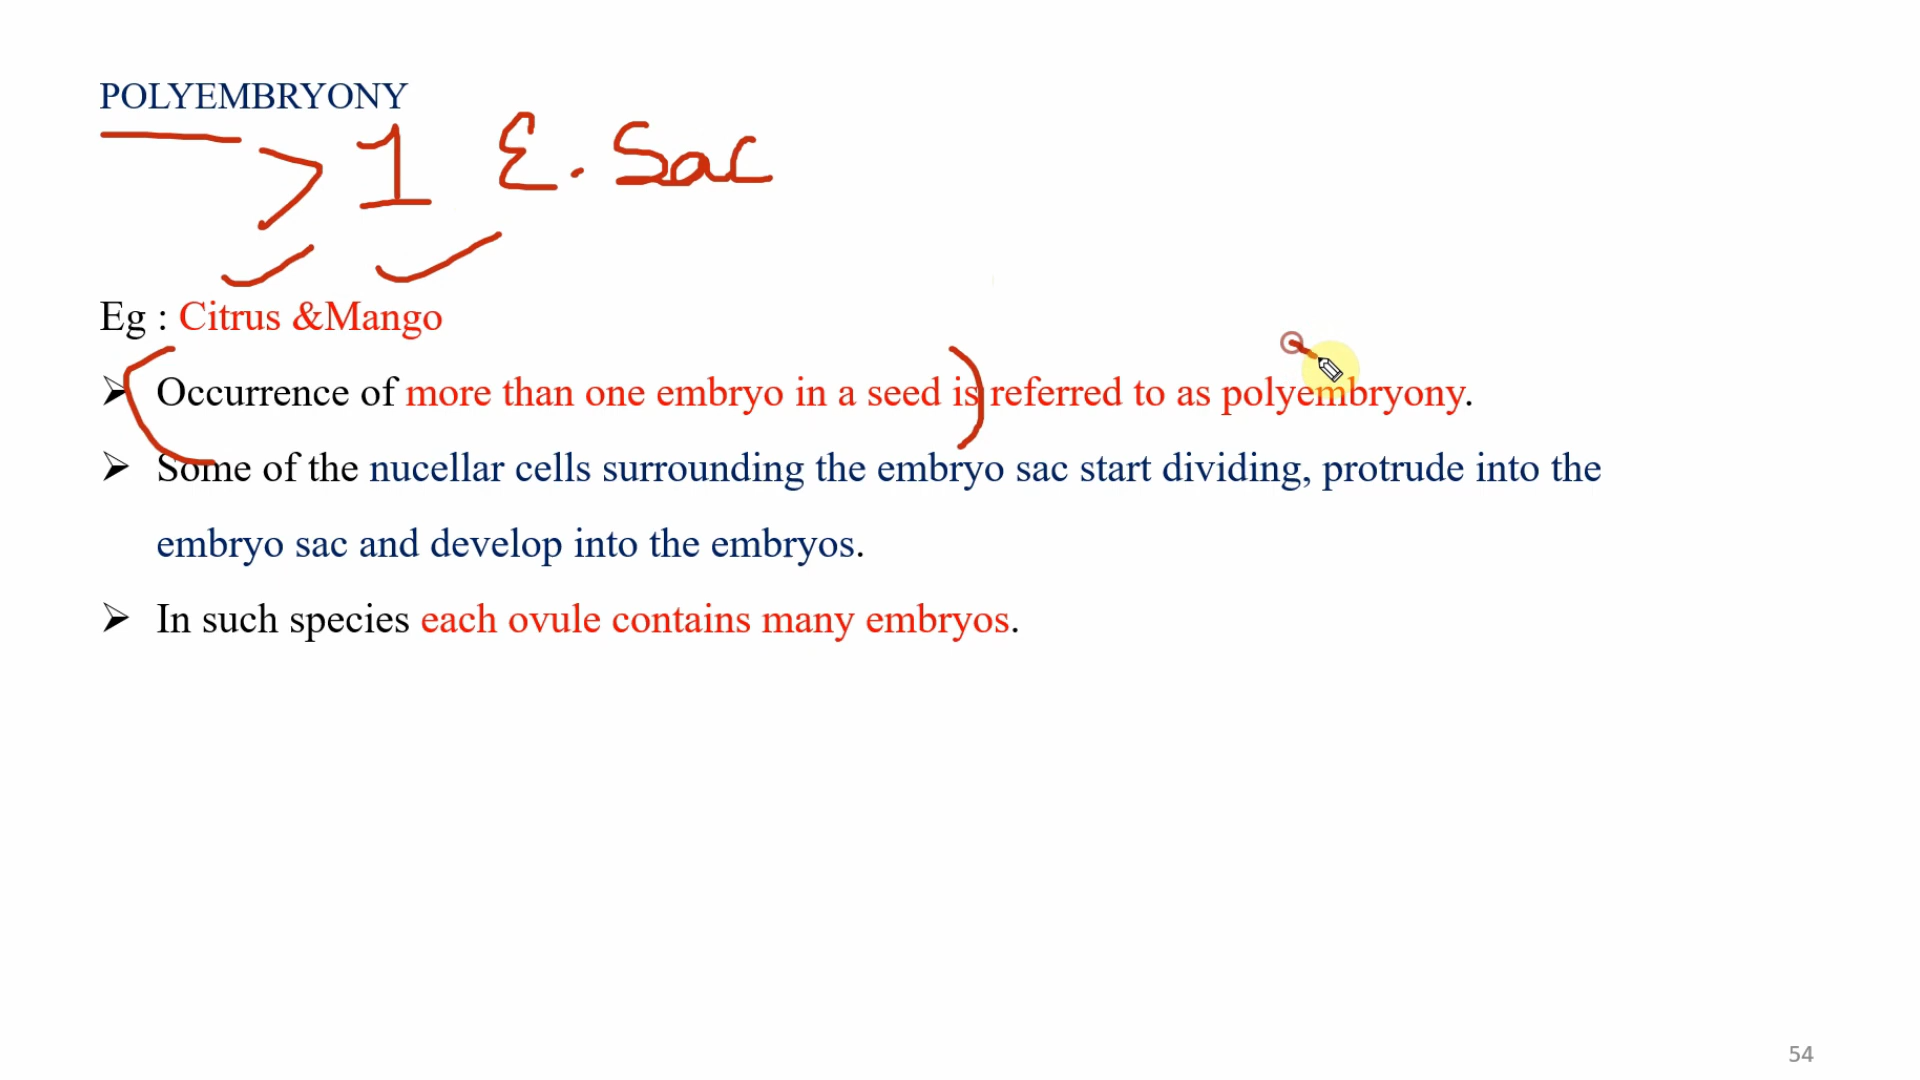 POLYEMBRYONY
> 1 E. Sac
Eg : Citrus &Mango
➢ Occurrence of more than one embryo in a seed is referred to as polyembryony.
➢ Some of the nucellar cells surrounding the embryo sac start dividing, protrude into the
embryo sac and develop into the embryos.
➢ In such species each ovule contains many embryos.
54